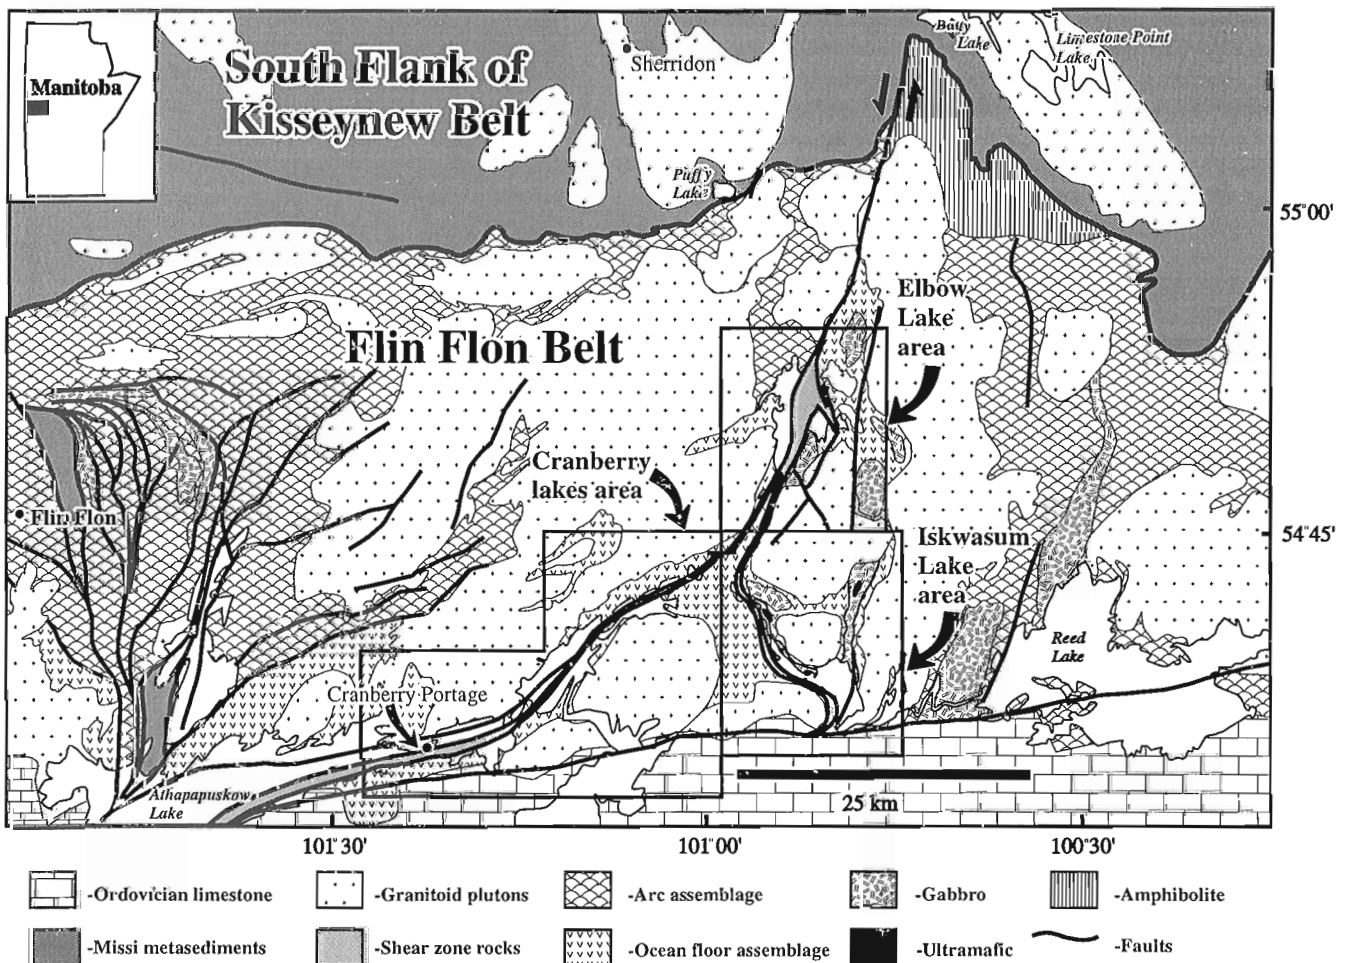 Manitoba
South Flank of
Kisseynew Belt
Sherridon
Batty
Lake
Limestone Point
Lake
Puffy
Lake
55°00'
Elbow
Lake
area
Flin Flon Belt
Cranberry
lakes area
Flin Flon
54°45'
Iskwasum
Lake
area
Reed
Lake
Cranberry Portage
Athapapuskow
Lake
25 km
101°30'
101°00'
100°30'
-Ordovician limestone
-Granitoid plutons
-Arc assemblage
-Gabbro
-Amphibolite
-Missi metasediments
-Shear zone rocks
-Ocean floor assemblage
-Ultramafic
-Faults